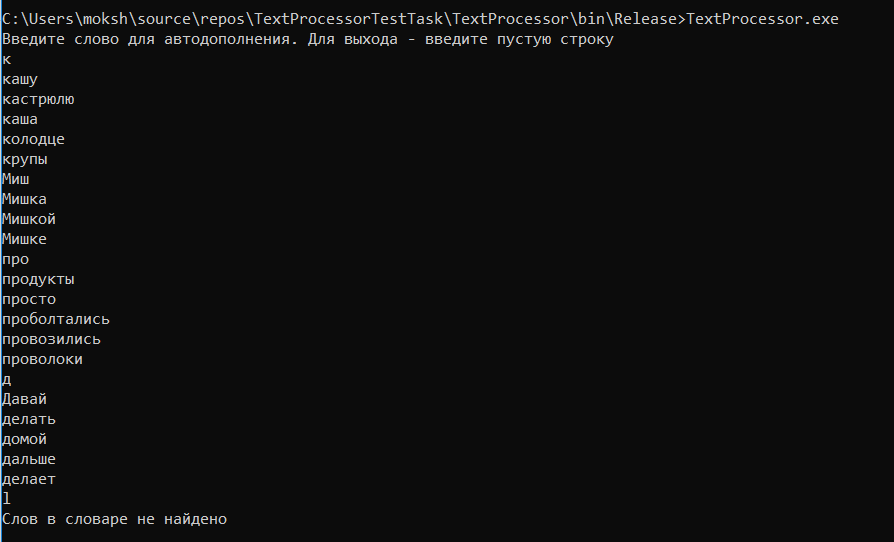 C:\Users\moksh\source\repos\TextProcessorTestTask\TextProcessor\bin\Release>TextProcessor.exe
Введите слово для автодополнения. Для выхода - введите пустую строку
к
кашу
кастрюлю
каша
колодце
крупы
Миш
Мишка
Мишкой
Мишке
про
продукты
просто
проболтались
провозились
проволоки
д
Давай
делать
домой
дальше
делает
l
Слов в словаре не найдено